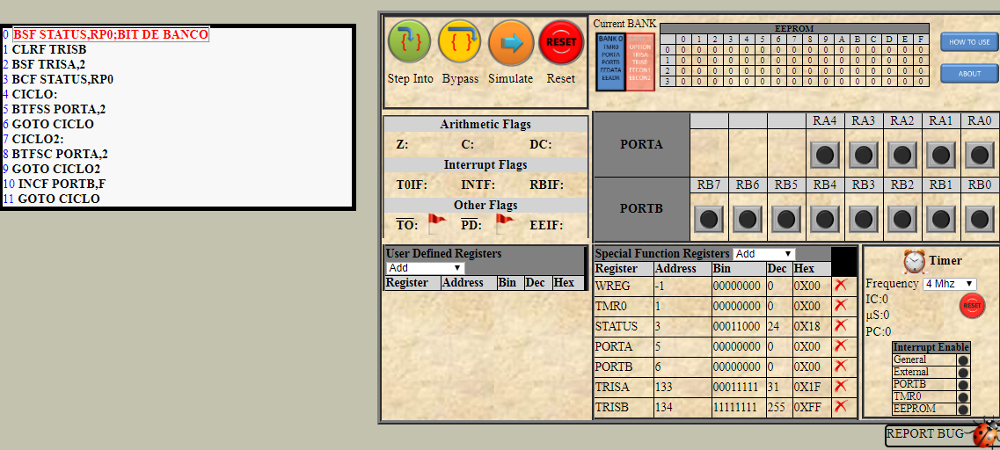 0 BSF STATUS,RP0;BIT DE BANCO
1 CLRF TRISB
2 BSF TRISA,2
3 BCF STATUS,RP0
4 CICLO:
5 BTFSS PORTA,2
6 GOTO CICLO
7 CICLO2:
8 BTFSC PORTA,2
9 GOTO CICLO2
10 INCF PORTB,F
11 GOTO CICLO
RESET
Step Into Bypass Simulate Reset
Current BANK
BANK 0
TMR0
PORTA
PORTB
EEDATA
EEADR
OPTION
TRISA
TRISB
EECON1
EECON2
EEPROM
0 1 2 3 4 5 6 7 8 9 A B C D E F
0 0 0 0 0 0 0 0 0 0 0 0 0 0 0 0 0
1 0 0 0 0 0 0 0 0 0 0 0 0 0 0 0 0
2 0 0 0 0 0 0 0 0 0 0 0 0 0 0 0 0
3 0 0 0 0 0 0 0 0 0 0 0 0 0 0 0 0
HOW TO USE
ABOUT
Arithmetic Flags
Z: C: DC:
Interrupt Flags
T0IF: INTF: RBIF:
Other Flags
TO: PD: EEIF:
PORTA RA4 RA3 RA2 RA1 RA0
PORTB RB7 RB6 RB5 RB4 RB3 RB2 RB1 RB0
User Defined Registers
Add
Register Address Bin Dec Hex
Special Function Registers Add
Register Address Bin Dec Hex
WREG -1 00000000 0 0X00
TMR0 1 00000000 0 0X00
STATUS 3 00011000 24 0X18
PORTA 5 00000000 0 0X00
PORTB 6 00000000 0 0X00
TRISA 133 00011111 31 0X1F
TRISB 134 11111111 255 0XFF
Timer
Frequency 4 Mhz
IC:0
RESET
µS:0
PC:0
Interrupt Enable
General
External
PORTB
TMR0
EEPROM
REPORT BUG